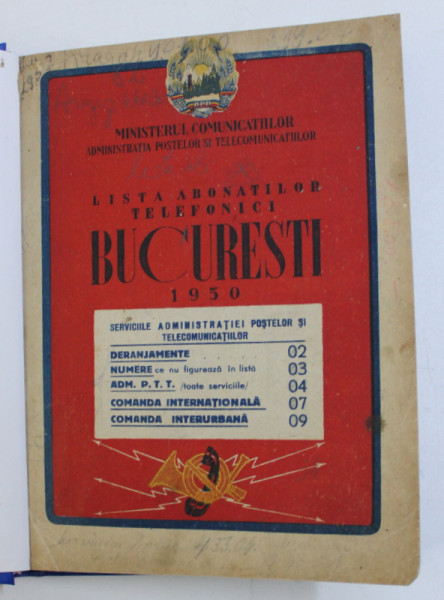 RPR
MINISTERUL COMUNICATIILOR
ADMINISTRATIA POSTELOR SI TELECOMUNICATIILOR
LISTA ABONATILOR
TELEFONICI
BUCURESTI
1950
SERVICIILE ADMINISTRAȚIEI POȘTELOR ȘI
TELECOMUNICAȚIILOR
DERANJAMENTE . . . . . . 02
NUMERE ce nu figurează în listă 03
ADM. P. T. T. /toate serviciile/ 04
COMANDA INTERNAȚIONALĂ 07
COMANDA INTERURBANĂ 09